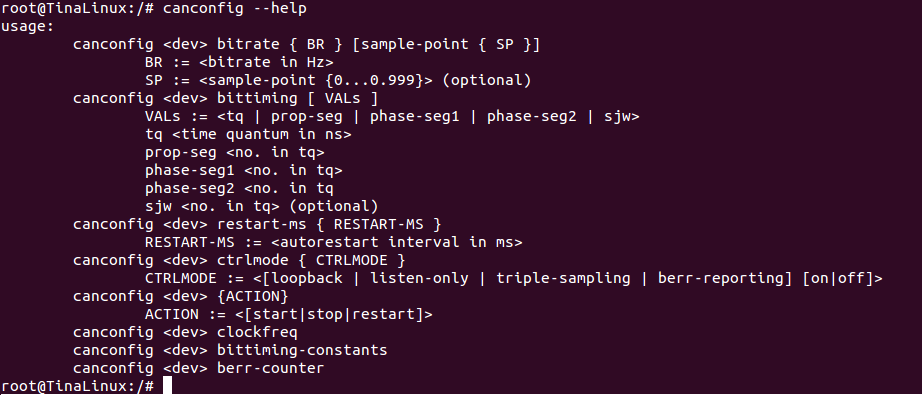 root@TinaLinux:/# canconfig --help
usage:
        canconfig <dev> bitrate { BR } [sample-point { SP }]
                BR := <bitrate in Hz>
                SP := <sample-point {0...0.999}> (optional)
        canconfig <dev> bittiming [ VALs ]
                VALs := <tq | prop-seg | phase-seg1 | phase-seg2 | sjw>
                tq <time quantum in ns>
                prop-seg <no. in tq>
                phase-seg1 <no. in tq>
                phase-seg2 <no. in tq
                sjw <no. in tq> (optional)
        canconfig <dev> restart-ms { RESTART-MS }
                RESTART-MS := <autorestart interval in ms>
        canconfig <dev> ctrlmode { CTRLMODE }
                CTRLMODE := <[loopback | listen-only | triple-sampling | berr-reporting] [on|off]>
        canconfig <dev> {ACTION}
                ACTION := <[start|stop|restart]>
        canconfig <dev> clockfreq
        canconfig <dev> bittiming-constants
        canconfig <dev> berr-counter
root@TinaLinux:/#